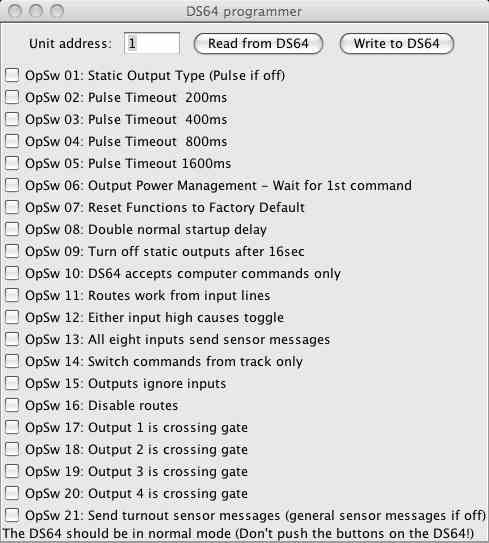 DS64 programmer
Unit address: 1 Read from DS64 Write to DS64
OpSw 01: Static Output Type (Pulse if off)
OpSw 02: Pulse Timeout  200ms
OpSw 03: Pulse Timeout  400ms
OpSw 04: Pulse Timeout  800ms
OpSw 05: Pulse Timeout 1600ms
OpSw 06: Output Power Management - Wait for 1st command
OpSw 07: Reset Functions to Factory Default
OpSw 08: Double normal startup delay
OpSw 09: Turn off static outputs after 16sec
OpSw 10: DS64 accepts computer commands only
OpSw 11: Routes work from input lines
OpSw 12: Either input high causes toggle
OpSw 13: All eight inputs send sensor messages
OpSw 14: Switch commands from track only
OpSw 15: Outputs ignore inputs
OpSw 16: Disable routes
OpSw 17: Output 1 is crossing gate
OpSw 18: Output 2 is crossing gate
OpSw 19: Output 3 is crossing gate
OpSw 20: Output 4 is crossing gate
OpSw 21: Send turnout sensor messages (general sensor messages if off)
The DS64 should be in normal mode (Don't push the buttons on the DS64!)